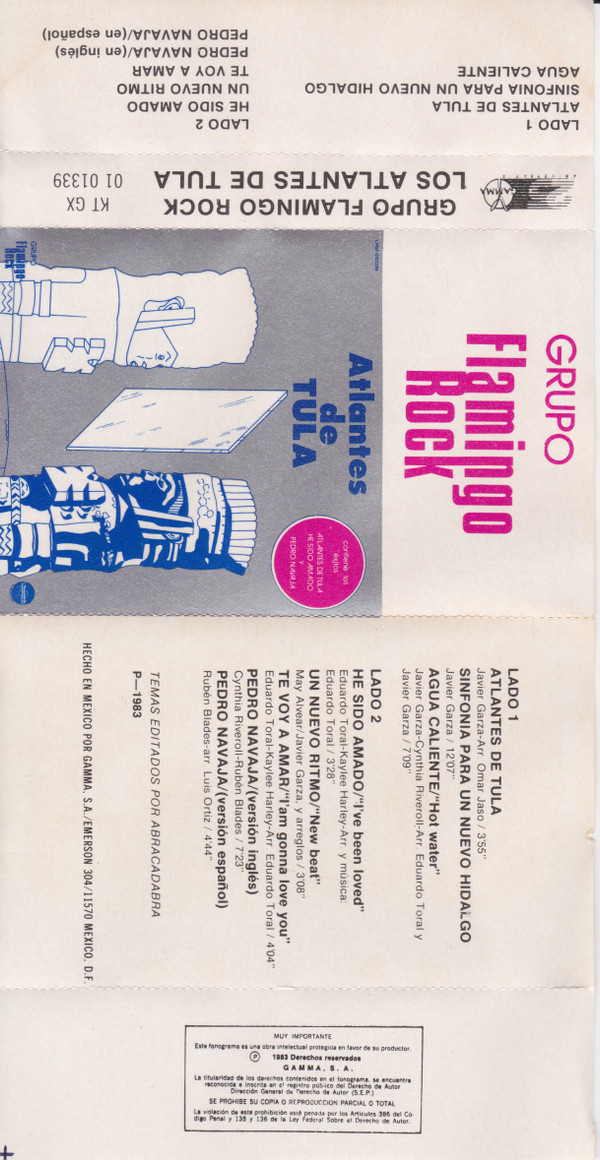 LADO 1
ATLANTES DE TULA
SINFONIA PARA UN NUEVO HIDALGO
AGUA CALIENTE
LADO 2
HE SIDO AMADO
UN NUEVO RITMO
TE VOY A AMAR
PEDRO NAVAJA/(en inglés)
PEDRO NAVAJA/(en español)
GAMMA
GRUPO FLAMINGO ROCK
LOS ATLANTES DE TULA
KT GX
01 01339
GRUPO
Flamingo
Rock
Atlantes
de
TULA
GRUPO
Flamingo
Rock
contiene los
éxitos
ATLANTES DE TULA
HE SIDO AMADO
y
PEDRO NAVAJA
LADO 1
ATLANTES DE TULA
Javier Garza-Arr. Omar Jaso / 3'55"
SINFONIA PARA UN NUEVO HIDALGO
Javier Garza / 12'07"
AGUA CALIENTE/"Hot water"
Javier Garza-Cynthia Riveroll-Arr. Eduardo Toral y
Javier Garza / 7'09"
LADO 2
HE SIDO AMADO/"I've been loved"
Eduardo Toral-Kaylee Harley-Arr. y música:
Eduardo Toral / 3'28"
UN NUEVO RITMO/"New beat"
May Alvear/Javier Garza, y arreglos / 3'08"
TE VOY A AMAR/"I'am gonna love you"
Eduardo Toral-Kaylee Harley-Arr. Eduardo Toral / 4'04"
PEDRO NAVAJA/(versión inglés)
Cynthia Riveroll-Rubén Blades / 7'23"
PEDRO NAVAJA/(versión español)
Rubén Blades-arr. Luis Ortiz / 4'44"
TEMAS EDITADOS POR ABRACADABRA
P—1983
HECHO EN MEXICO POR GAMMA, S.A./EMERSON 304/11570 MEXICO, D.F.
MUY IMPORTANTE
Este fonograma es una obra intelectual protegida en favor de su productor.
Ⓟ 1983 Derechos reservados
GAMMA, S. A.
La titularidad de los derechos contenidos en el fonograma, se encuentra
reconocida e inscrita en el registro público del Derecho de Autor
Dirección General de Derecho de Autor (S.E.P.)
SE PROHIBE SU COPIA O REPRODUCCION PARCIAL O TOTAL
La violación de esta prohibición está penada por los Artículos 386 del Có-
digo Penal y 135 y 136 de la Ley Federal Sobre el Derecho de Autor.